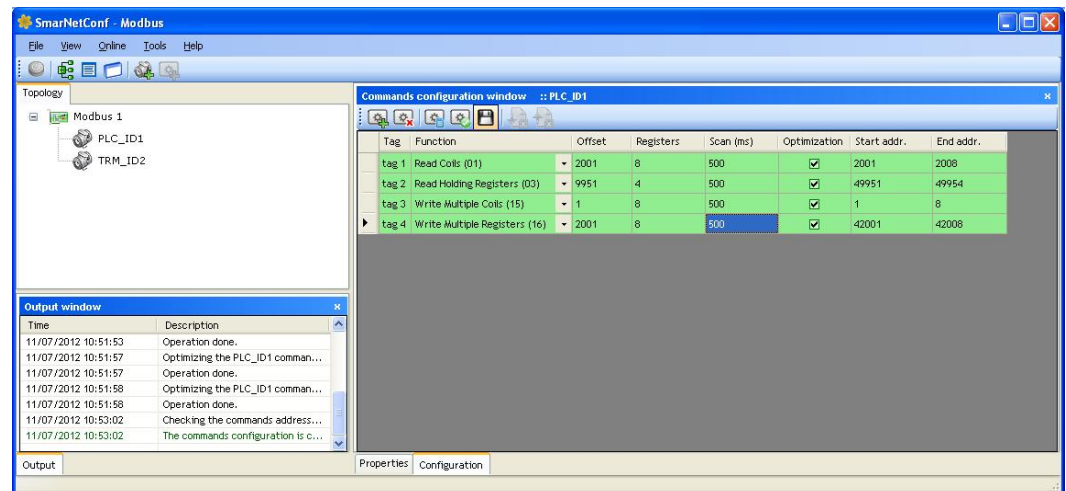 SmarNetConf - Modbus
File View Online Tools Help
Topology
Modbus 1
PLC_ID1
TRM_ID2
Commands configuration window :: PLC_ID1
Tag Function Offset Registers Scan (ms) Optimization Start addr. End addr.
tag 1 Read Coils (01) 2001 8 500 2001 2008
tag 2 Read Holding Registers (03) 9951 4 500 49951 49954
tag 3 Write Multiple Coils (15) 1 8 500 1 8
tag 4 Write Multiple Registers (16) 2001 8 500 42001 42008
Output window
Time Description
11/07/2012 10:51:53 Operation done.
11/07/2012 10:51:57 Optimizing the PLC_ID1 comman...
11/07/2012 10:51:57 Operation done.
11/07/2012 10:51:58 Optimizing the PLC_ID1 comman...
11/07/2012 10:51:58 Operation done.
11/07/2012 10:53:02 Checking the commands address...
11/07/2012 10:53:02 The commands configuration is c...
Output
Properties Configuration